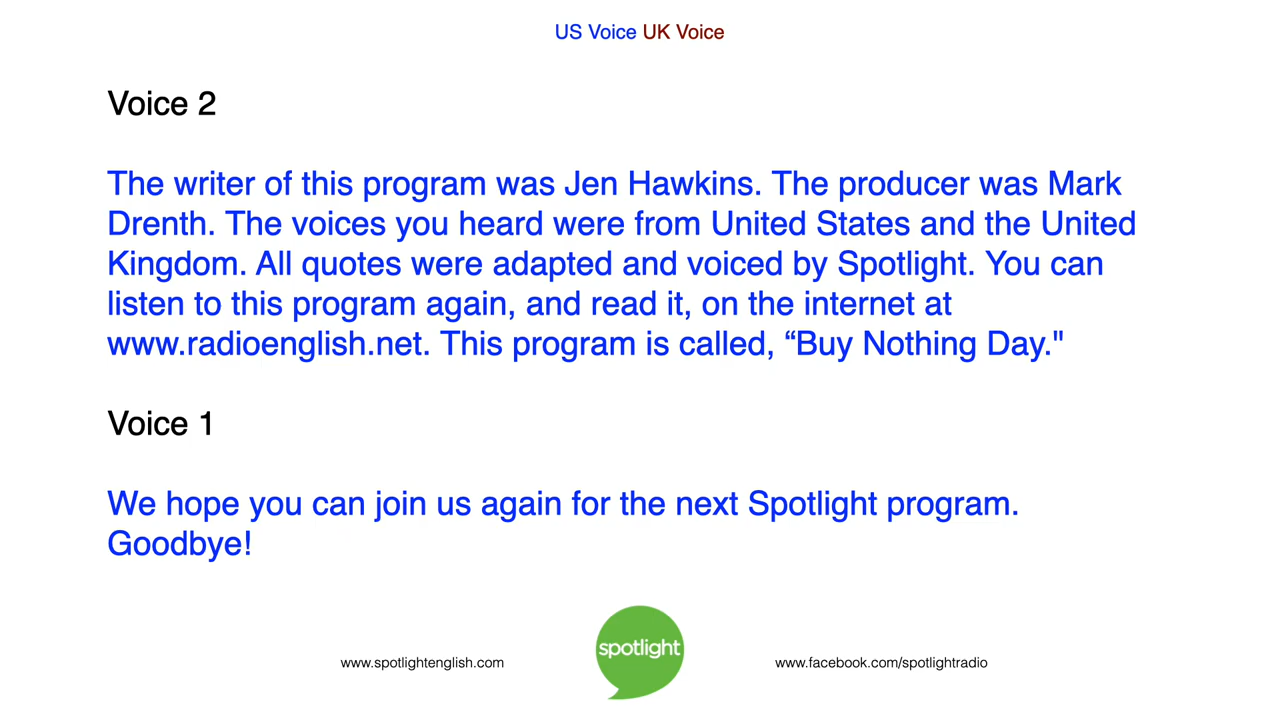 US Voice UK Voice
Voice 2
The writer of this program was Jen Hawkins. The producer was Mark
Drenth. The voices you heard were from United States and the United
Kingdom. All quotes were adapted and voiced by Spotlight. You can
listen to this program again, and read it, on the internet at
www.radioenglish.net. This program is called, “Buy Nothing Day."
Voice 1
We hope you can join us again for the next Spotlight program.
Goodbye!
spotlight
www.spotlightenglish.com
www.facebook.com/spotlightradio